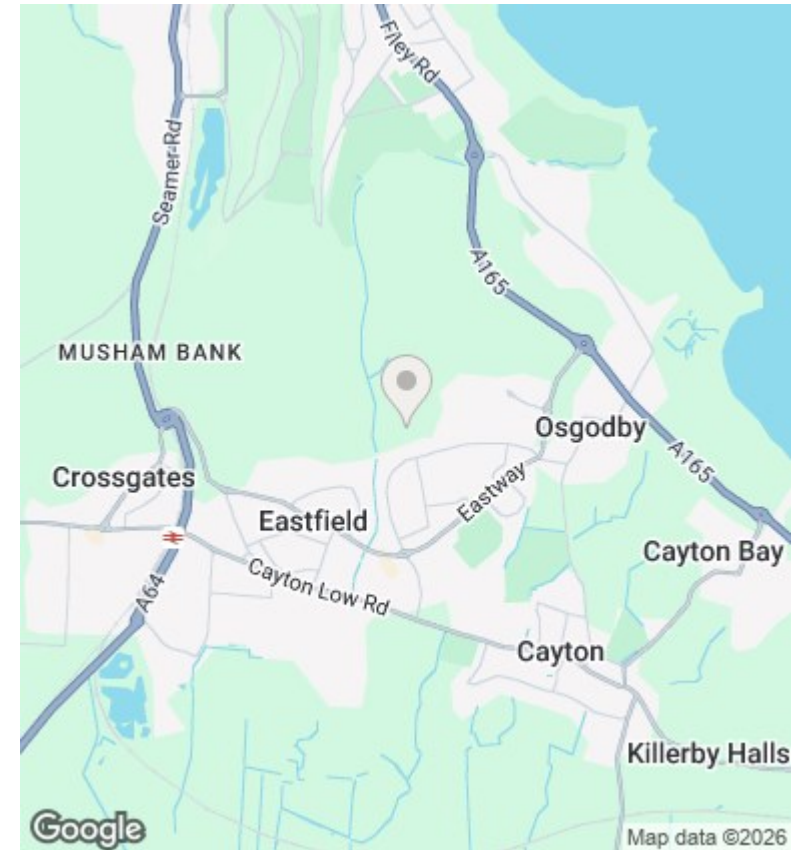 Filey Rd
Seamer Rd
A165
MUSHAM BANK
Osgodby
A165
Crossgates
Eastway
Eastfield
Cayton Bay
A64
Cayton Low Rd
Cayton
Killerby Halls
Google
Map data ©2026